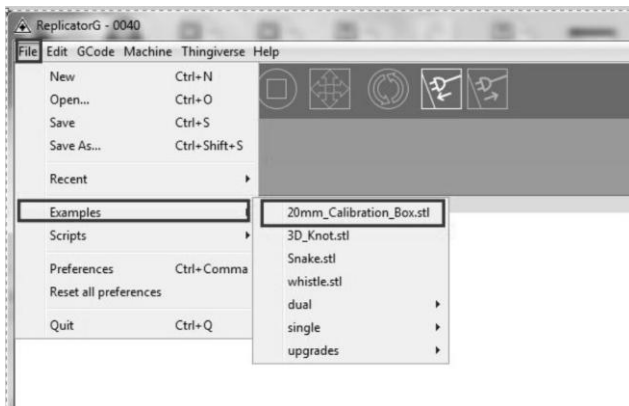 ReplicatorG - 0040
File Edit GCode Machine Thingiverse Help
New Ctrl+N
Open... Ctrl+O
Save Ctrl+S
Save As... Ctrl+Shift+S
Recent
Examples
20mm_Calibration_Box.stl
Scripts
3D_Knot.stl
Snake.stl
Preferences Ctrl+Comma
whistle.stl
Reset all preferences
dual
Quit Ctrl+Q
single
upgrades